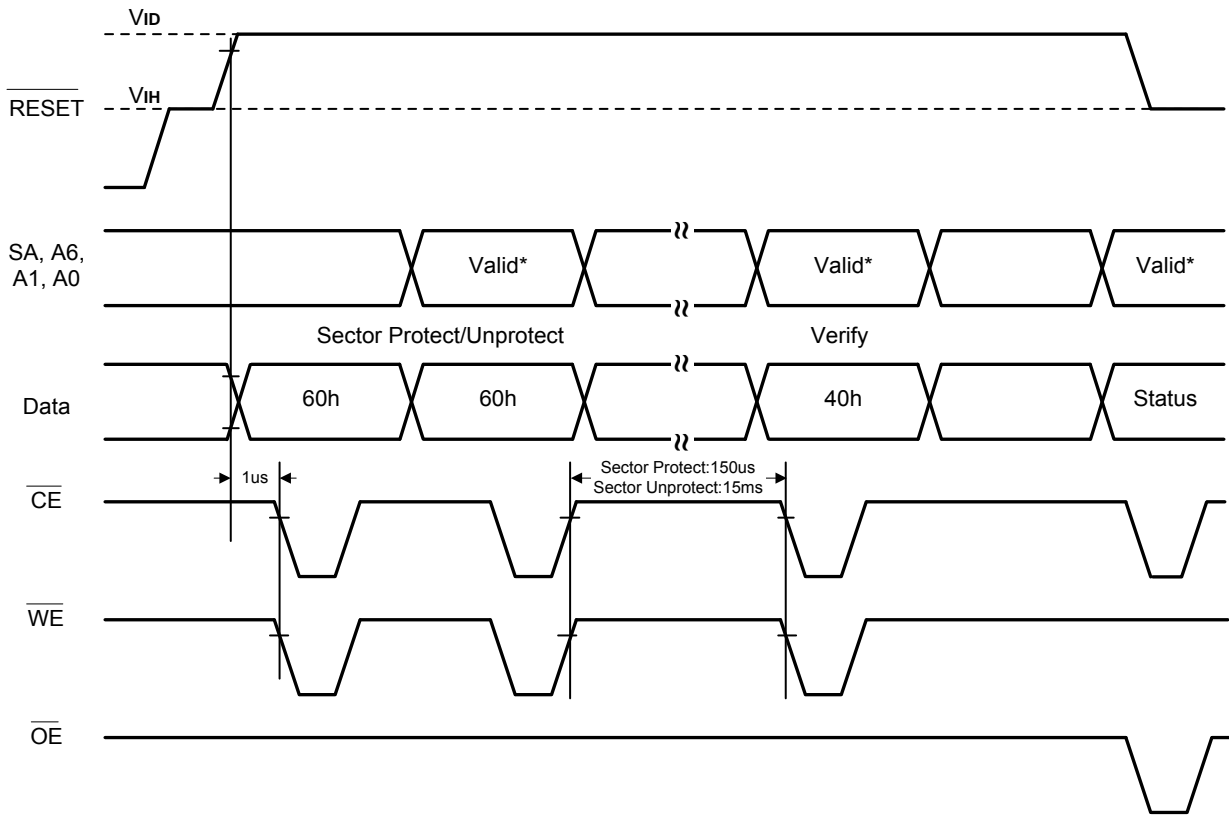 VID
VIH
RESET
SA, A6,
A1, A0
Valid*
Valid*
Valid*
Sector Protect/Unprotect
Verify
Data
60h
60h
40h
Status
1us
Sector Protect:150us
Sector Unprotect:15ms
CE
WE
OE